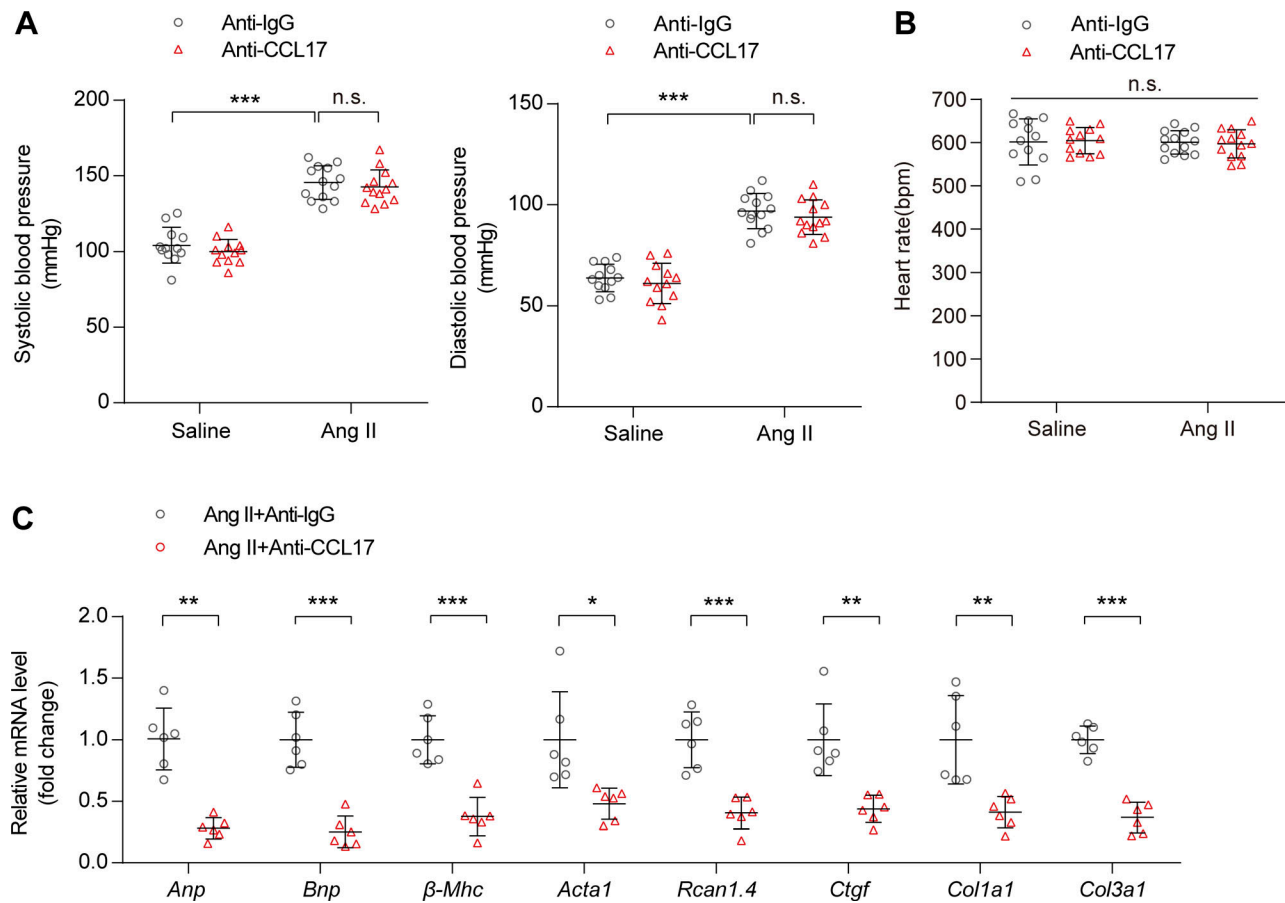 A
Anti-IgG
Anti-CCL17
Systolic blood pressure
(mmHg)
200
150
100
50
0
***
n.s.
Saline
Ang II
Anti-IgG
Anti-CCL17
Diastolic blood pressure
(mmHg)
150
100
50
0
***
n.s.
Saline
Ang II
B
Anti-IgG
Anti-CCL17
n.s.
Heart rate(bpm)
700
600
500
400
300
200
100
0
Saline
Ang II
C
Ang II+Anti-IgG
Ang II+Anti-CCL17
Relative mRNA level
(fold change)
2.0
1.5
1.0
0.5
0.0
** *** *** * *** ** ** ***
Anp Bnp β-Mhc Acta1 Rcan1.4 Ctgf Col1a1 Col3a1